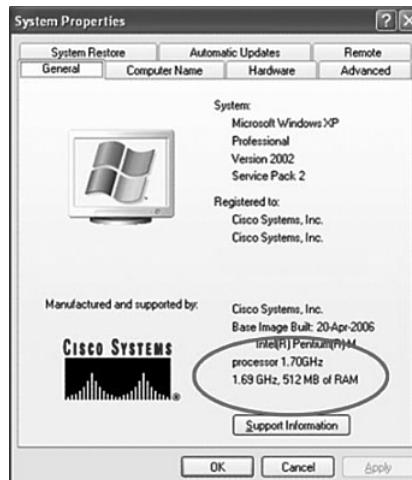 System Properties
System Restore Automatic Updates Remote
General Computer Name Hardware Advanced
System:
Microsoft Windows XP
Professional
Version 2002
Service Pack 2
Registered to:
Cisco Systems, Inc.
Cisco Systems, Inc.
Manufactured and supported by:
Cisco Systems, Inc.
Base Image Built: 20-Apr-2006
Intel(R) Pentium(R) M
processor 1.70GHz
1.69 GHz, 512 MB of RAM
CISCO SYSTEMS
®
Support Information
OK Cancel Apply